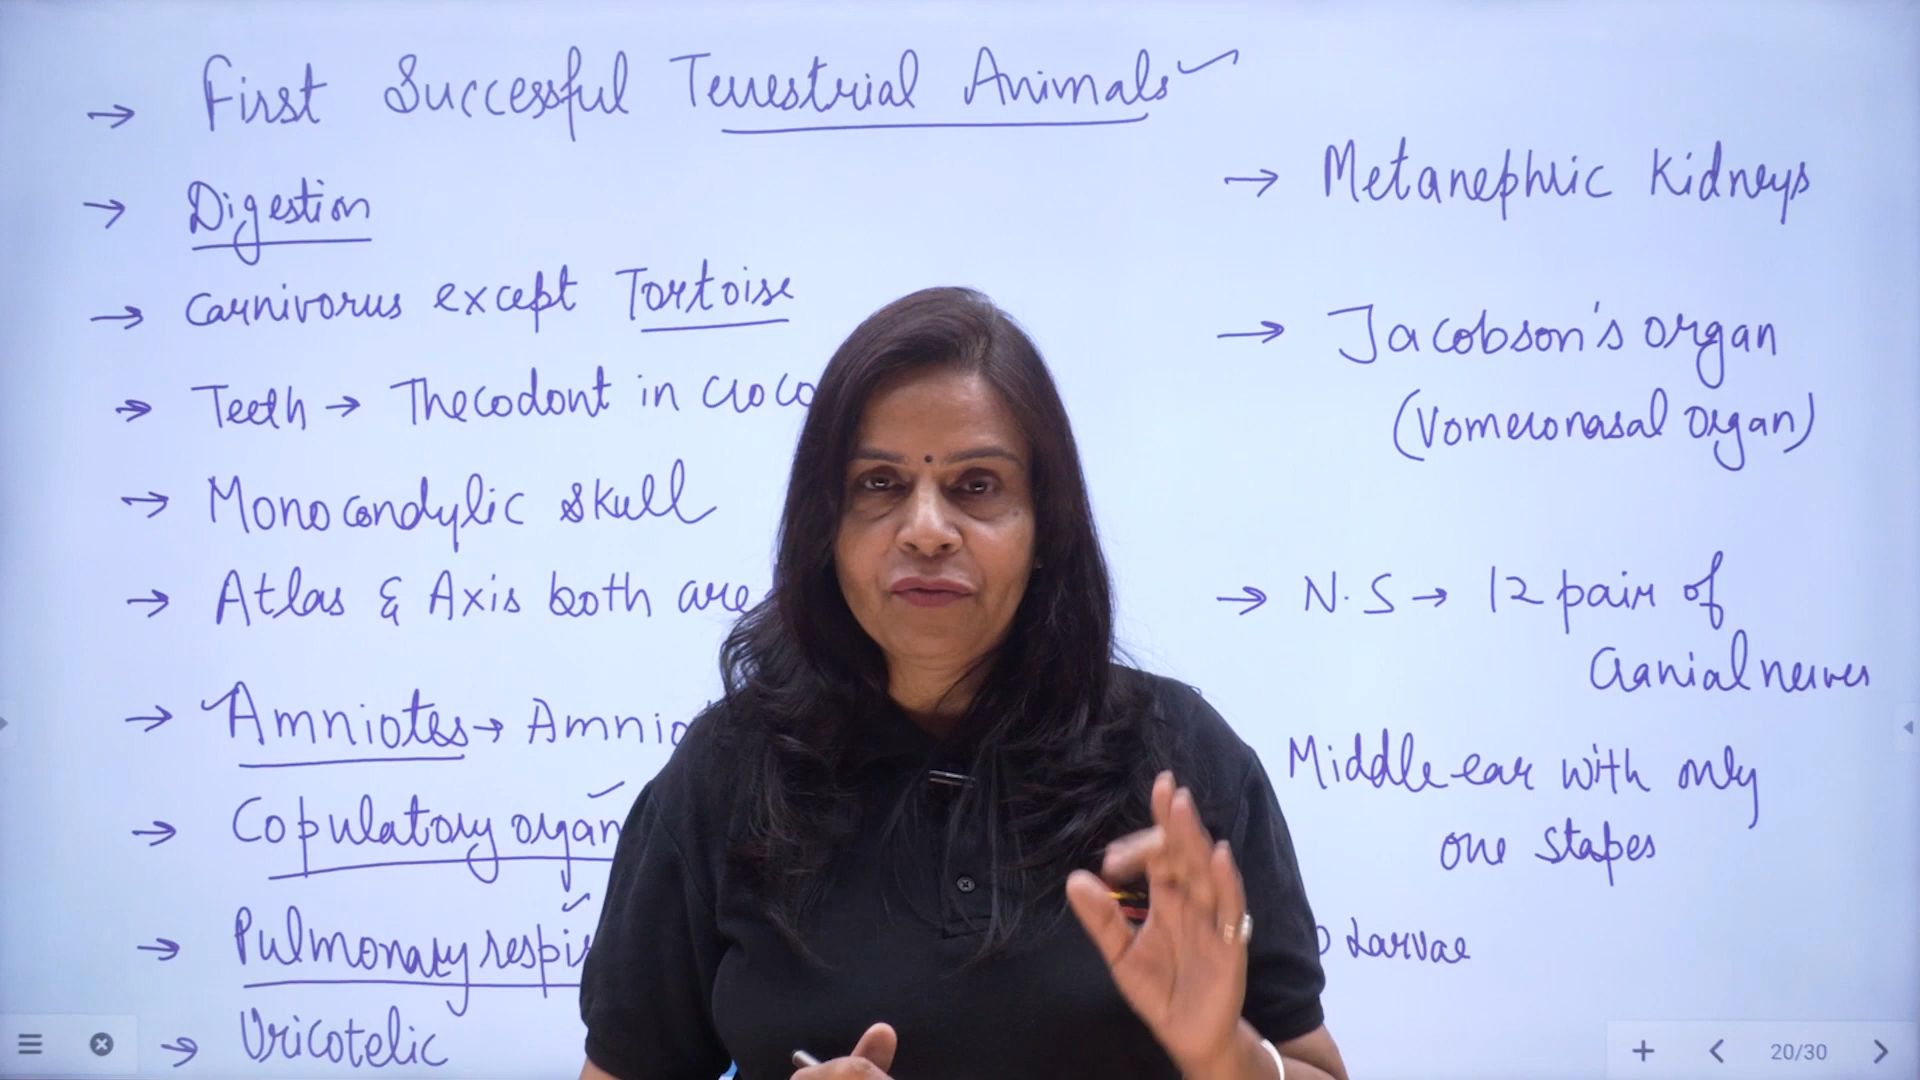 → First Successful Terrestrial Animals
→ Digestion
→ Carnivorus except Tortoise
→ Teeth → Thecodont in Croco
→ Monocondylic skull
→ Atlas & Axis both are
→ Amniotes → Amnio
→ Copulatory organ
→ Pulmonary respi
→ Uricotelic
→ Metanephric Kidneys
→ Jacobson's organ
(Vomeronasal organ)
→ N.S → 12 pair of
Cranial nerves
Middle ear with only
one stapes
Larvae
20/30